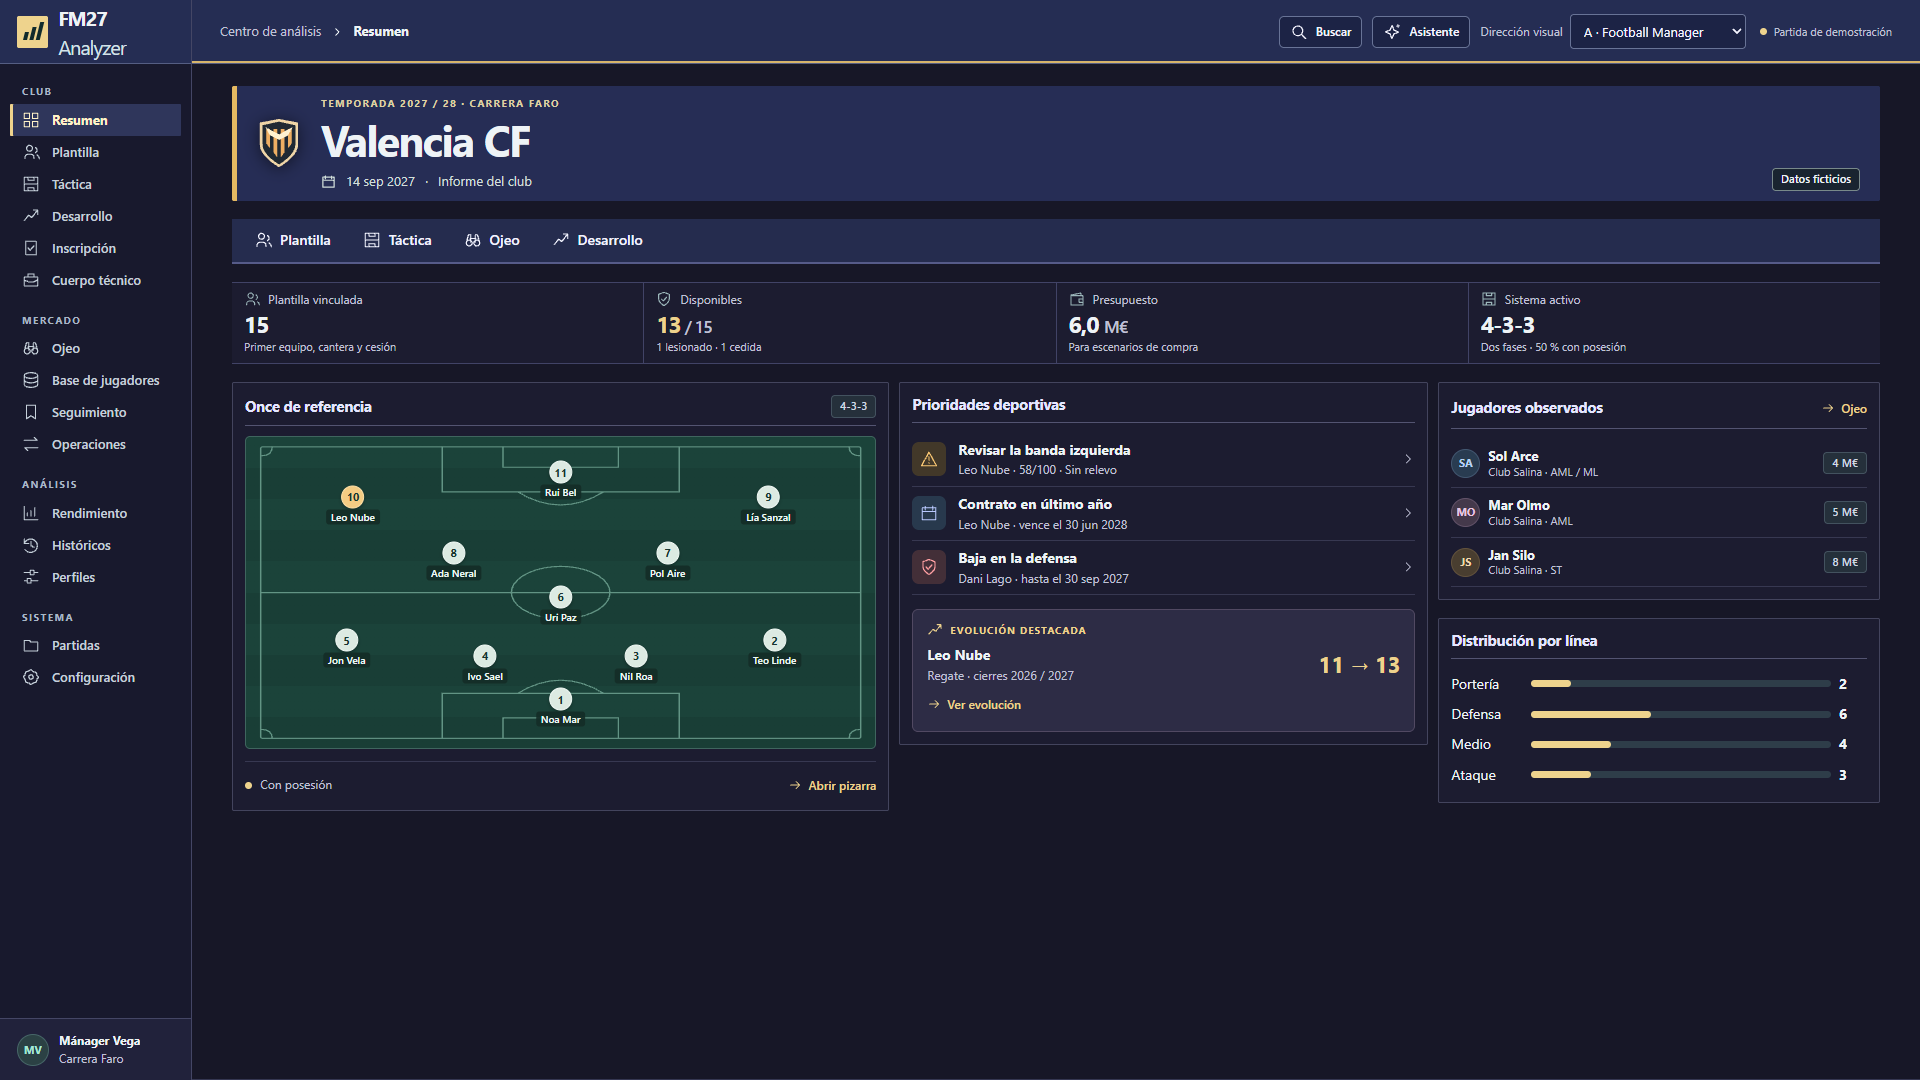 FM27
Analyzer
Centro de análisis › Resumen
Buscar
Asistente
Dirección visual
A · Football Manager
Partida de demostración
CLUB
Resumen
Plantilla
Táctica
Desarrollo
Inscripción
Cuerpo técnico
MERCADO
Ojeo
Base de jugadores
Seguimiento
Operaciones
ANÁLISIS
Rendimiento
Históricos
Perfiles
SISTEMA
Partidas
Configuración
MV
Mánager Vega
Carrera Faro
TEMPORADA 2027 / 28 · CARRERA FARO
Valencia CF
14 sep 2027 · Informe del club
Datos ficticios
Plantilla
Táctica
Ojeo
Desarrollo
Plantilla vinculada
15
Primer equipo, cantera y cesión
Disponibles
13 / 15
1 lesionado · 1 cedida
Presupuesto
6,0 M€
Para escenarios de compra
Sistema activo
4-3-3
Dos fases · 50 % con posesión
Once de referencia
4-3-3
11
Rui Bel
10
Leo Nube
9
Lía Sanzal
8
Ada Neral
7
Pol Aire
6
Uri Paz
5
Jon Vela
4
Ivo Sael
3
Nil Roa
2
Teo Linde
1
Noa Mar
Con posesión
→ Abrir pizarra
Prioridades deportivas
Revisar la banda izquierda
Leo Nube · 58/100 · Sin relevo
Contrato en último año
Leo Nube · vence el 30 jun 2028
Baja en la defensa
Dani Lago · hasta el 30 sep 2027
EVOLUCIÓN DESTACADA
Leo Nube
Regate · cierres 2026 / 2027
11 → 13
→ Ver evolución
Jugadores observados
→ Ojeo
SA
Sol Arce
Club Salina · AML / ML
4 M€
MO
Mar Olmo
Club Salina · AML
5 M€
JS
Jan Silo
Club Salina · ST
8 M€
Distribución por línea
Portería 2
Defensa 6
Medio 4
Ataque 3